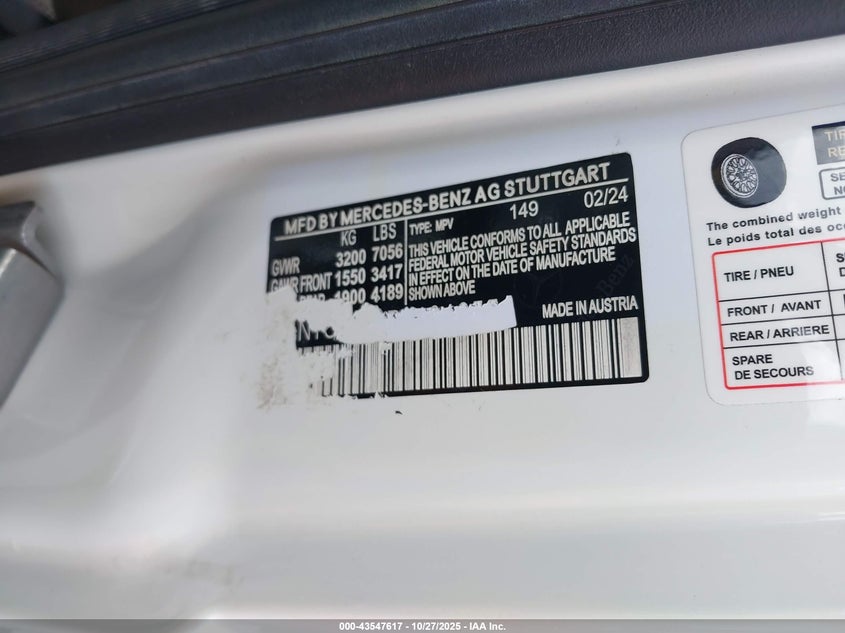 MFD BY MERCEDES-BENZ AG STUTTGART
KG LBS
GVWR 3200 7056
GAWR FRONT 1550 3417
4189
TYPE: MPV 149 02/24
THIS VEHICLE CONFORMS TO ALL APPLICABLE
FEDERAL MOTOR VEHICLE SAFETY STANDARDS
IN EFFECT ON THE DATE OF MANUFACTURE
SHOWN ABOVE
MADE IN AUSTRIA
The combined weight
Le poids total des
TIRE / PNEU
FRONT / AVANT
REAR / ARRIERE
SPARE
DE SECOURS
000-43547617 - 10/27/2025 - IAA Inc.